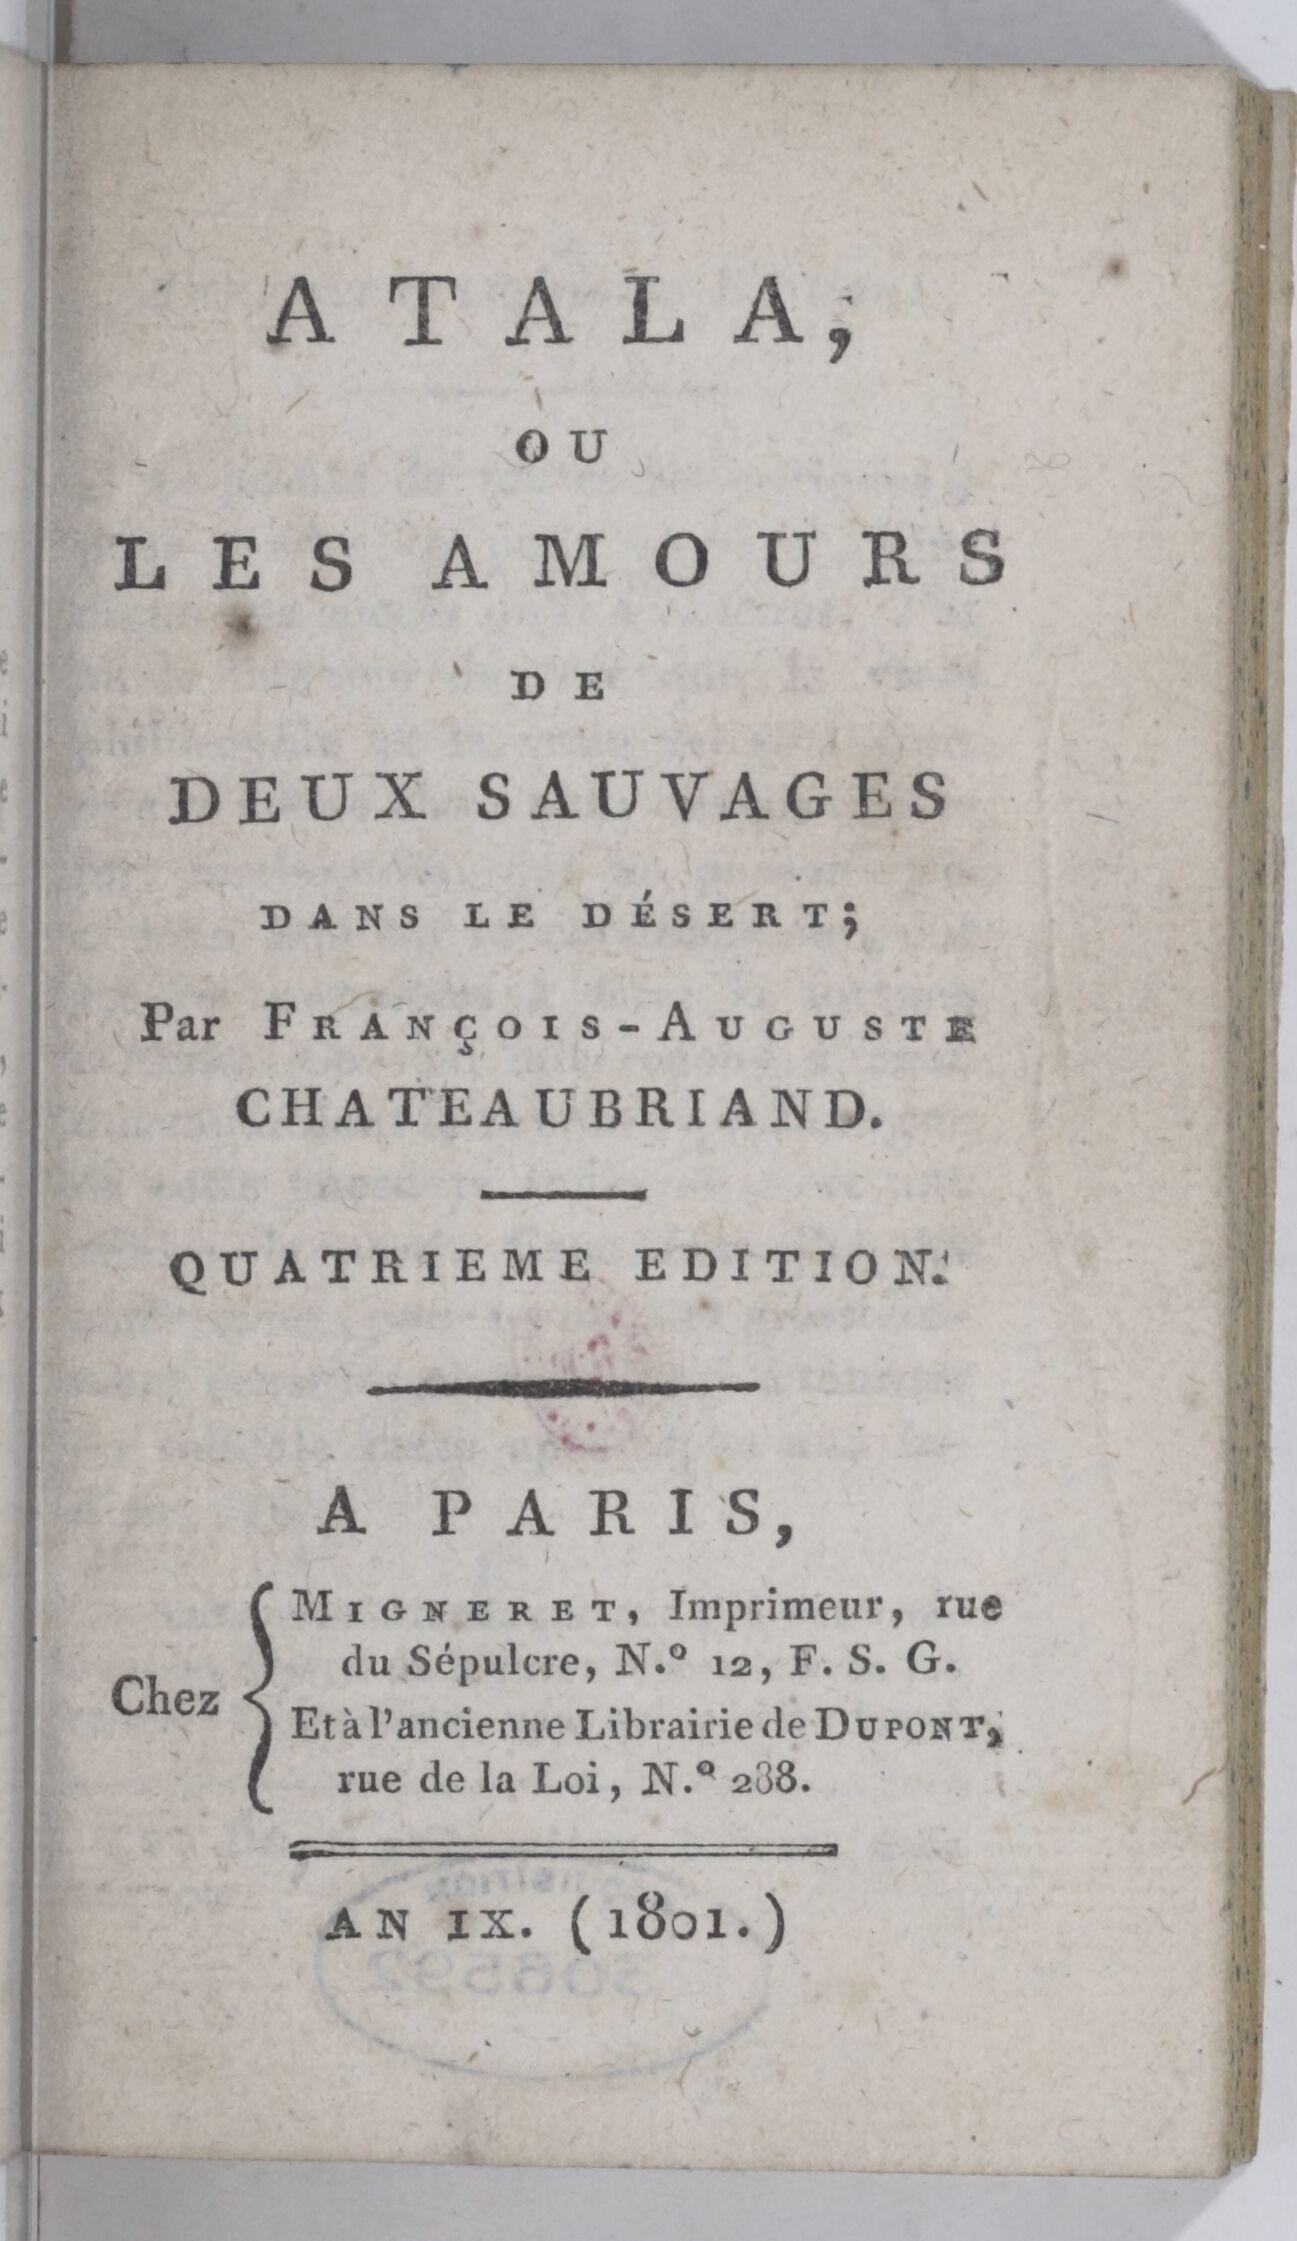 ATALA,
OU
LES AMOURS
DE
DEUX SAUVAGES
DANS LE DÉSERT;
Par FRANÇOIS-AUGUSTE
CHATEAUBRIAND.
QUATRIEME EDITION.
A PARIS,
Chez
MIGNERET, Imprimeur, rue
du Sépulcre, N.º 12, F. S. G.
Et à l'ancienne Librairie de DUPONT,
rue de la Loi, N.º 288.
AN IX. (1801.)